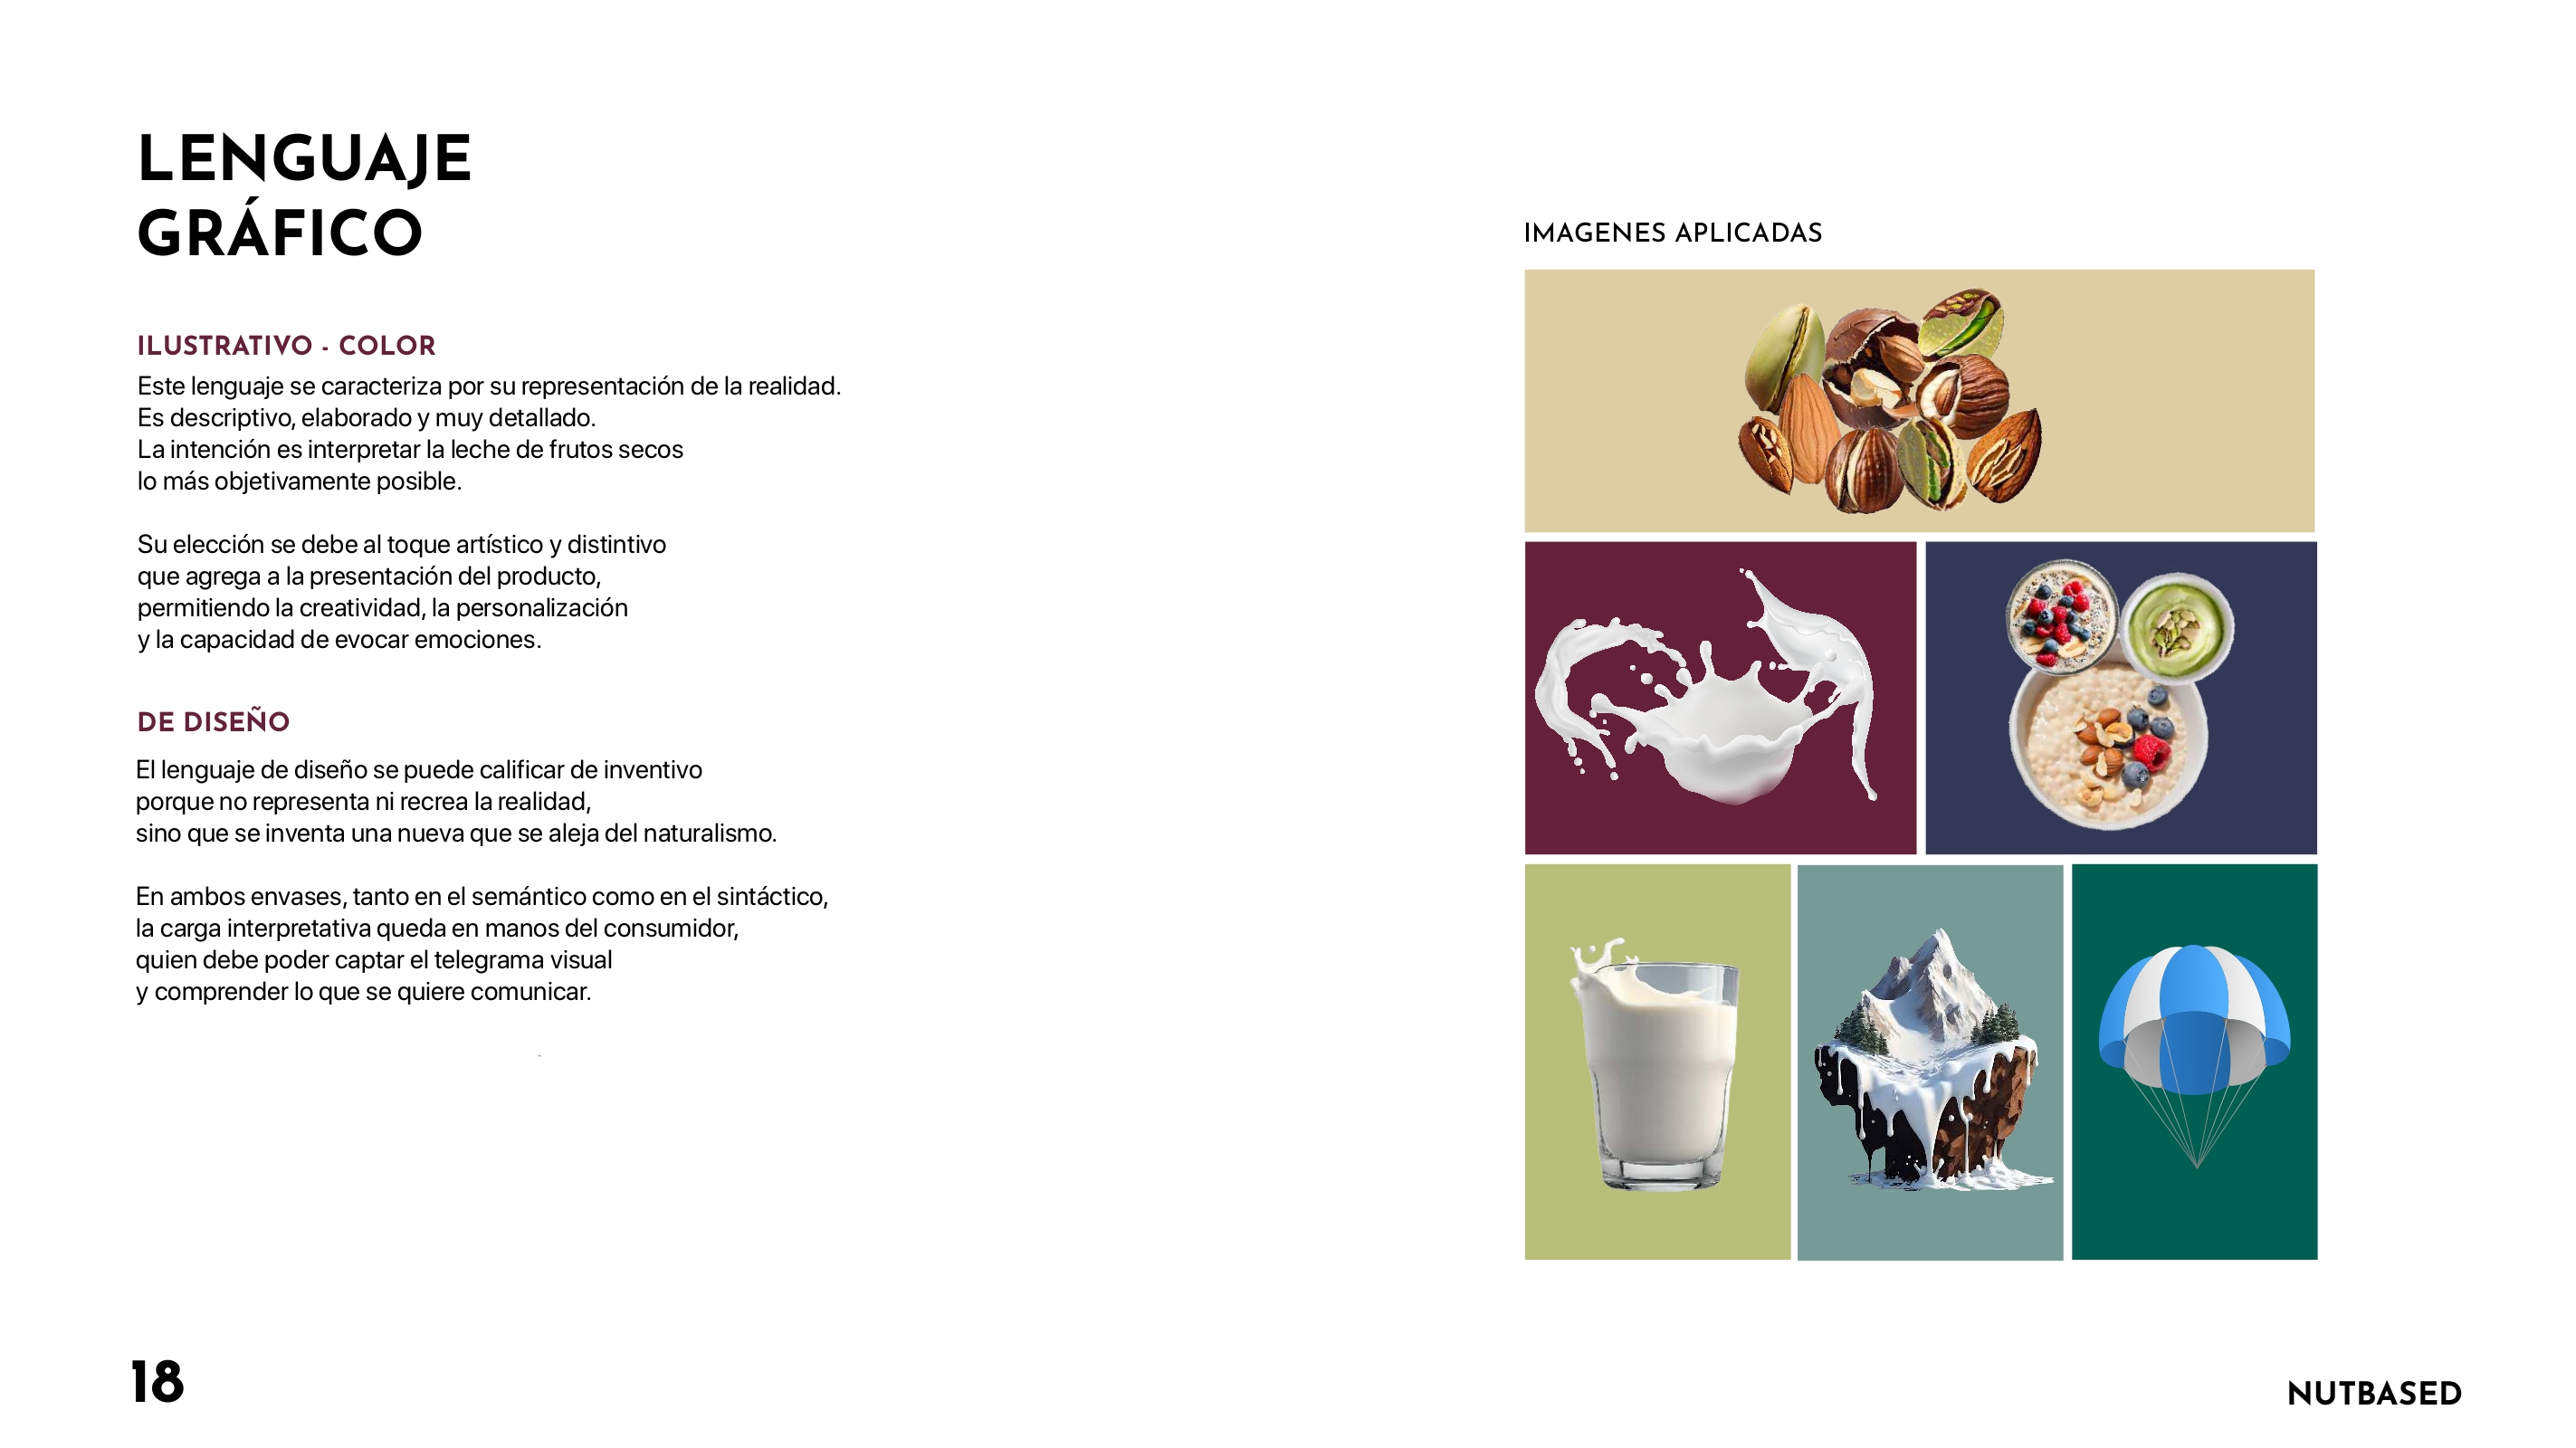 LENGUAJE
GRÁFICO
ILUSTRATIVO - COLOR
Este lenguaje se caracteriza por su representación de la realidad.
Es descriptivo, elaborado y muy detallado.
La intención es interpretar la leche de frutos secos
lo más objetivamente posible.
Su elección se debe al toque artístico y distintivo
que agrega a la presentación del producto,
permitiendo la creatividad, la personalización
y la capacidad de evocar emociones.
DE DISEÑO
El lenguaje de diseño se puede calificar de inventivo
porque no representa ni recrea la realidad,
sino que se inventa una nueva que se aleja del naturalismo.
En ambos envases, tanto en el semántico como en el sintáctico,
la carga interpretativa queda en manos del consumidor,
quien debe poder captar el telegrama visual
y comprender lo que se quiere comunicar.
IMAGENES APLICADAS
18
NUTBASED